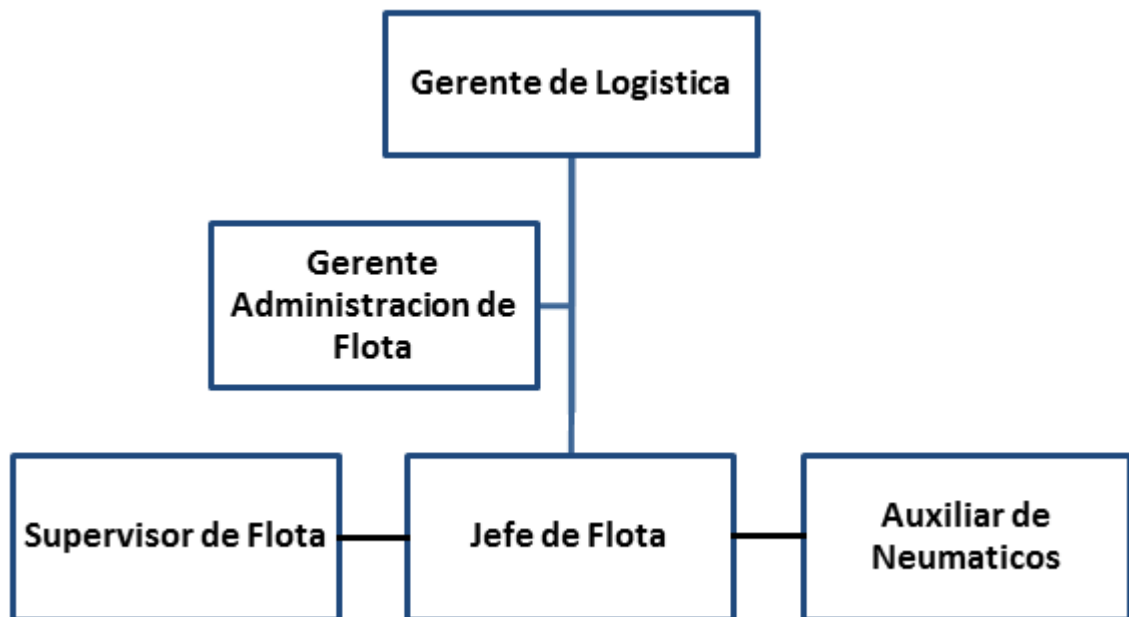 Gerente de Logistica
Gerente
Administracion de
Flota
Supervisor de Flota
Jefe de Flota
Auxiliar de
Neumaticos